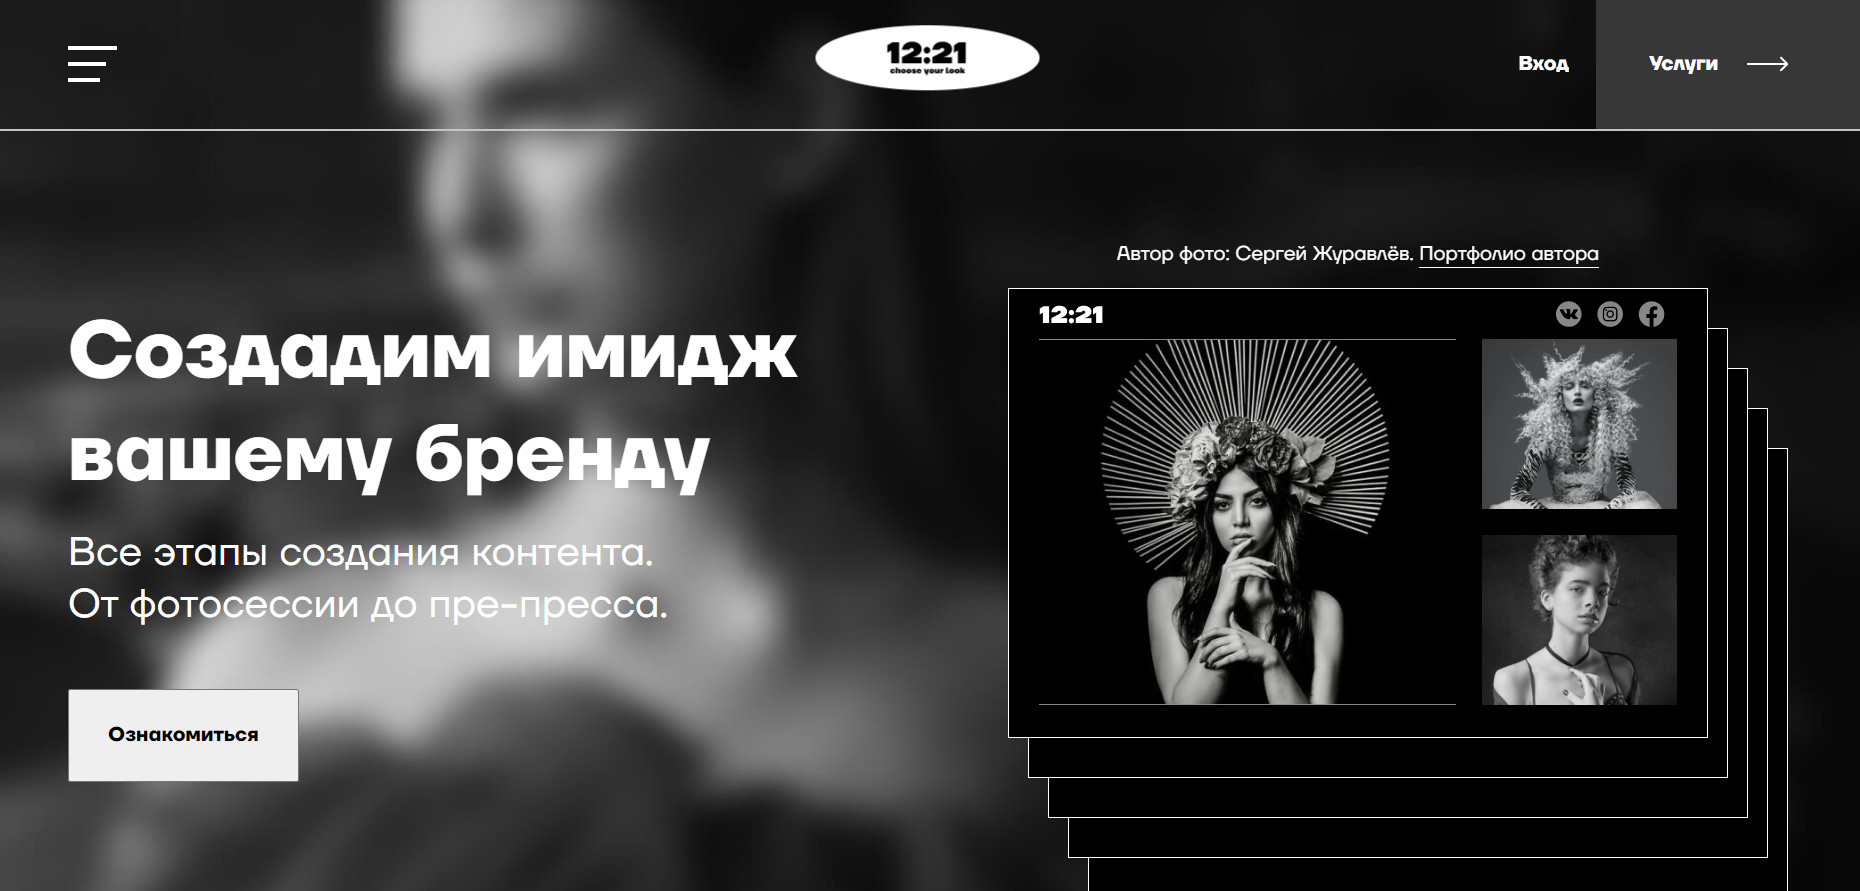 12:21
choose your look
Вход
Услуги
Автор фото: Сергей Журавлёв. Портфолио автора
12:21
Создадим имидж
вашему бренду
Все этапы создания контента.
От фотосессии до пре-пресса.
Ознакомиться